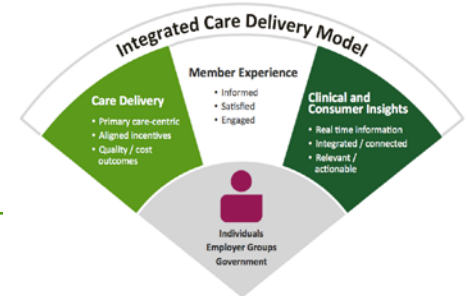 Integrated Care Delivery Model
Care Delivery
• Primary care-centric
• Aligned incentives
• Quality / cost
outcomes
Member Experience
• Informed
• Satisfied
• Engaged
Clinical and
Consumer Insights
• Real time information
• Integrated / connected
• Relevant /
actionable
Individuals
Employer Groups
Government